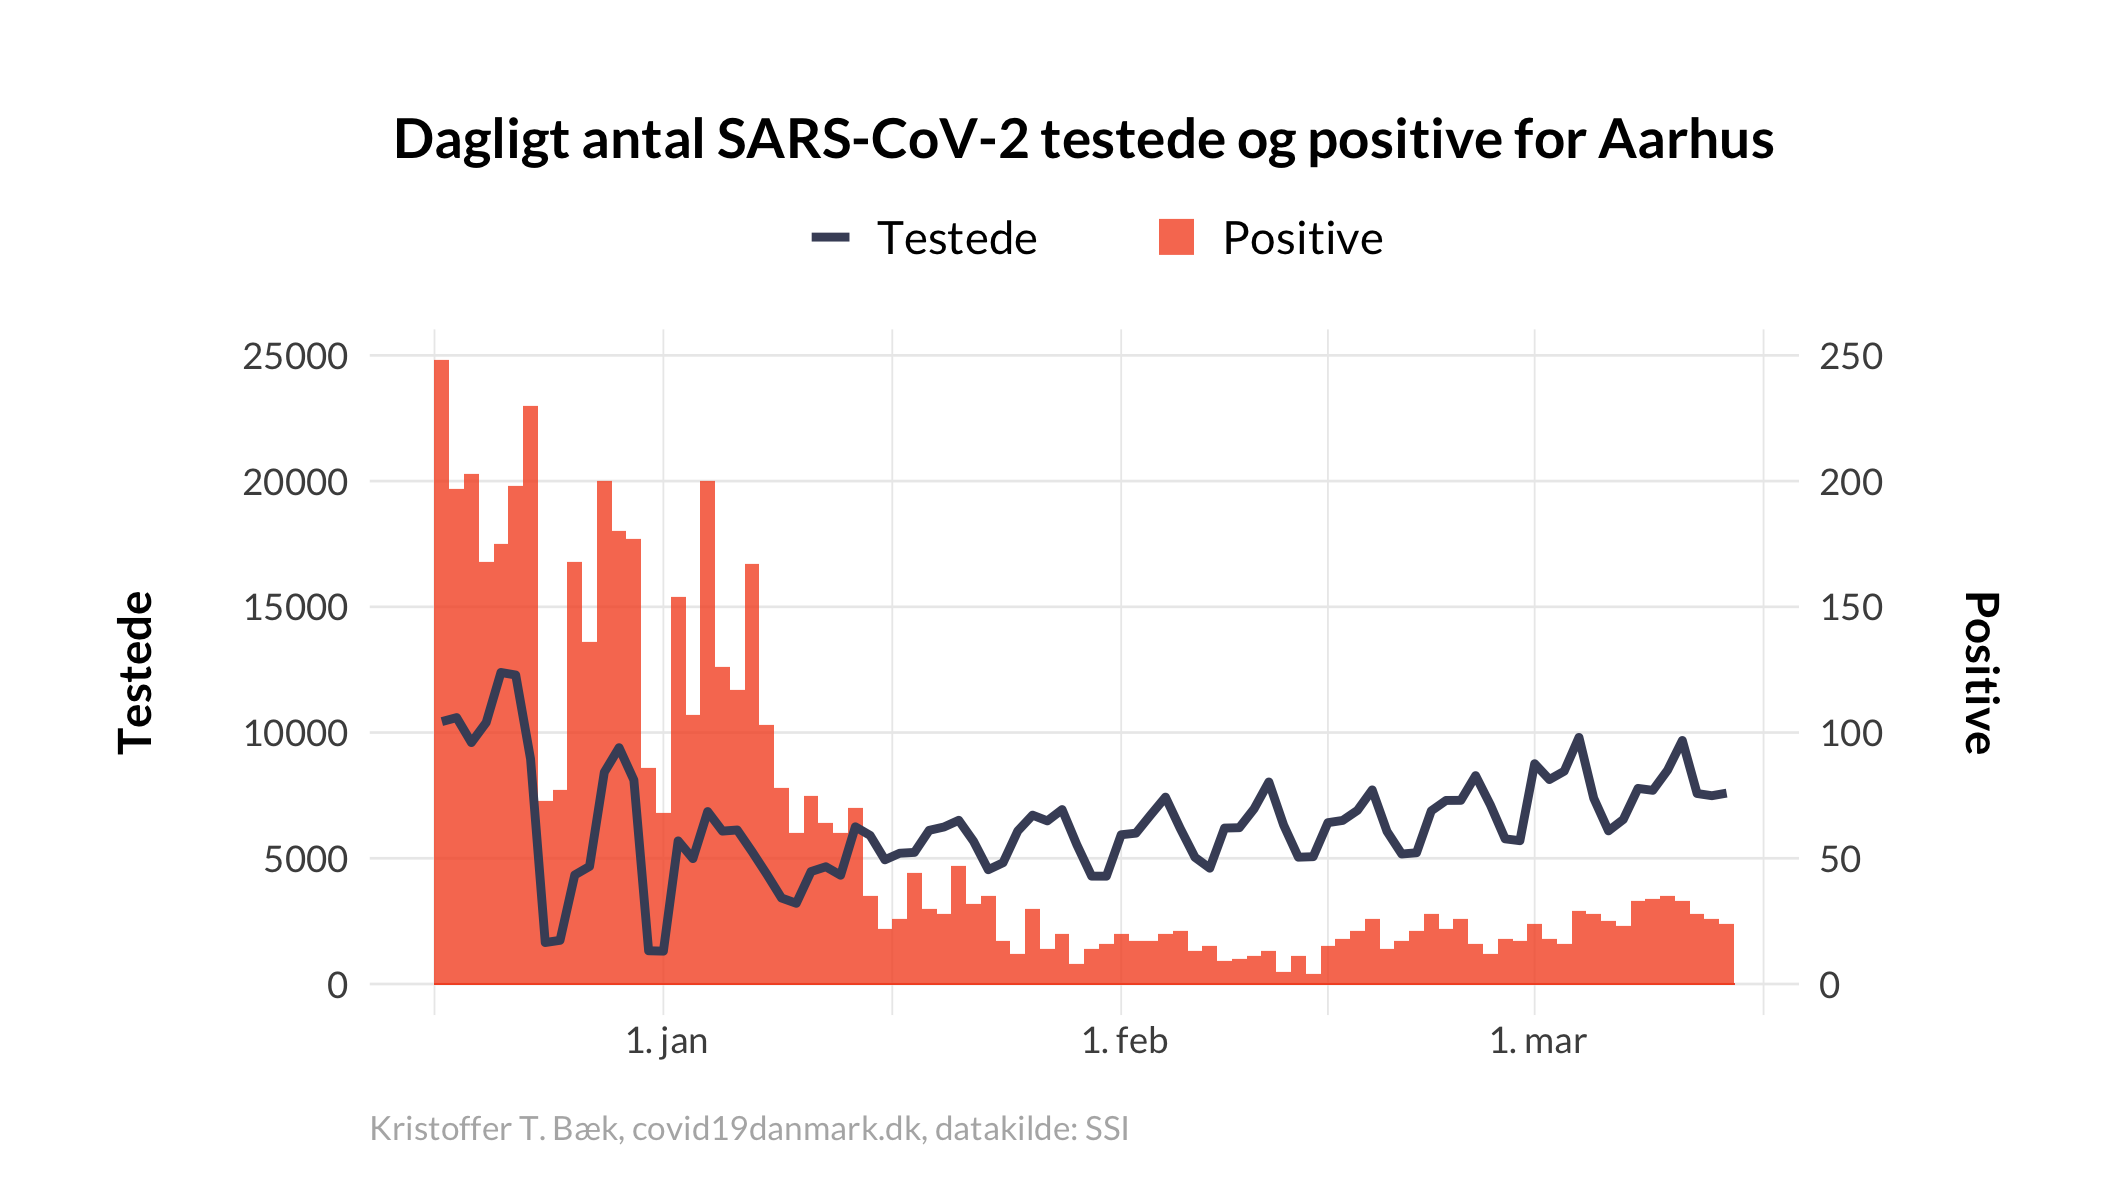 Dagligt antal SARS-CoV-2 testede og positive for Aarhus
Testede
Positive
25000
20000
15000
10000
5000
0
Testede
250
200
150
100
50
0
Positive
1. jan
1. feb
1. mar
Kristoffer T. Bæk, covid19danmark.dk, datakilde: SSI